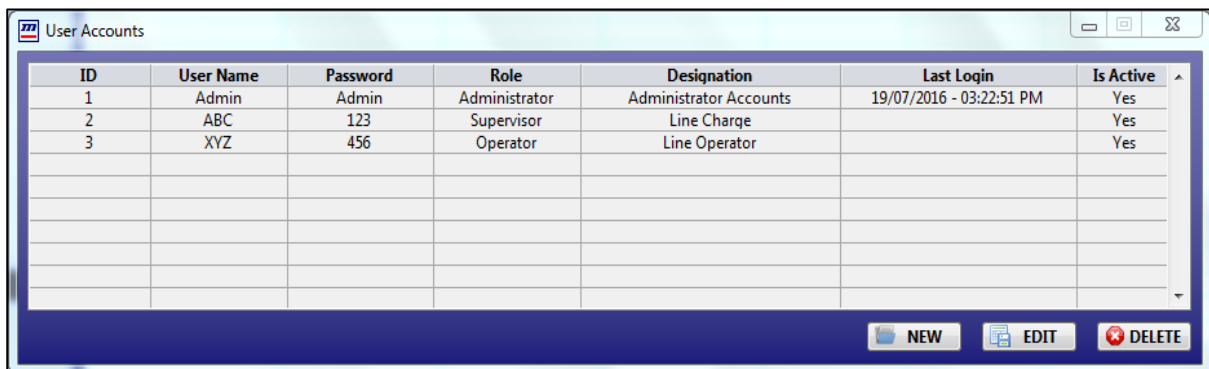 m User Accounts
ID User Name Password Role Designation Last Login Is Active
1 Admin Admin Administrator Administrator Accounts 19/07/2016 - 03:22:51 PM Yes
2 ABC 123 Supervisor Line Charge Yes
3 XYZ 456 Operator Line Operator Yes
NEW EDIT DELETE